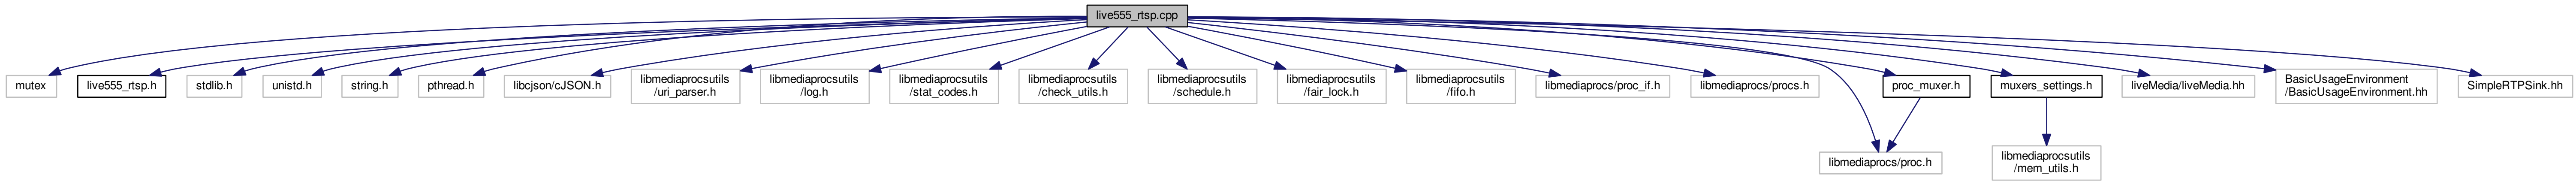 live555_rtsp.cpp
mutex
live555_rtsp.h
stdlib.h
unistd.h
string.h
pthread.h
libcjson/cJSON.h
libmediaprocsutils
/uri_parser.h
libmediaprocsutils
/log.h
libmediaprocsutils
/stat_codes.h
libmediaprocsutils
/check_utils.h
libmediaprocsutils
/schedule.h
libmediaprocsutils
/fair_lock.h
libmediaprocsutils
/fifo.h
libmediaprocs/proc_if.h
libmediaprocs/procs.h
proc_muxer.h
muxers_settings.h
liveMedia/liveMedia.hh
BasicUsageEnvironment
/BasicUsageEnvironment.hh
SimpleRTPSink.hh
libmediaprocs/proc.h
libmediaprocsutils
/mem_utils.h